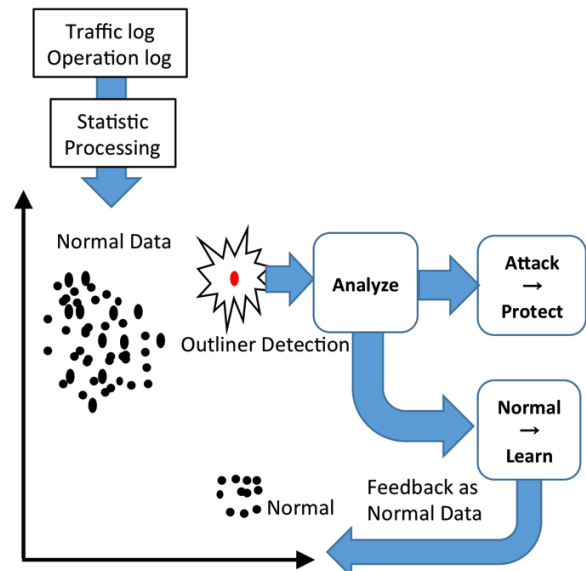 Traffic log
Operation log
Statistic
Processing
Normal Data
Outliner Detection
Analyze
Attack
→
Protect
Normal
→
Learn
Normal
Feedback as
Normal Data